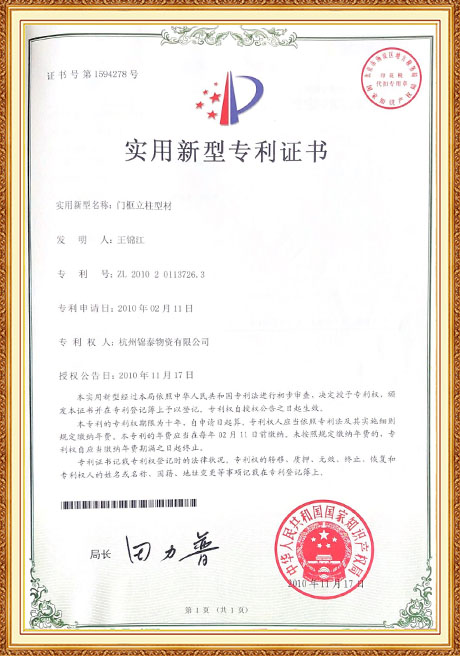 证书号第1594278号
印花税
代扣专用章
国家知识产权局
实用新型专利证书
实用新型名称：门框立柱型材
发 明 人：王锦江
专 利 号：ZL 2010 2 0113726.3
专利申请日：2010年02月11日
专 利 权 人：杭州锦泰物资有限公司
授权公告日：2010年11月17日
本实用新型经过本局依照中华人民共和国专利法进行初步审查，决定授予专利权，颁
发本证书并在专利登记簿上予以登记。专利权自授权公告之日起生效。
本专利的专利权期限为十年，自申请日起算。专利权人应当依照专利法及其实施细则
规定缴纳年费。本专利的年费应当在每年02月11日前缴纳。未按照规定缴纳年费的，专利
权自应当缴纳年费期满之日起终止。
专利证书记载专利权登记时的法律状况。专利权的转移、质押、无效、终止、恢复和
专利权人的姓名或名称、国籍、地址变更等事项记载在专利登记簿上。
局长 田力普
中华人民共和国国家知识产权局
2010年11月17日
第1页（共1页）